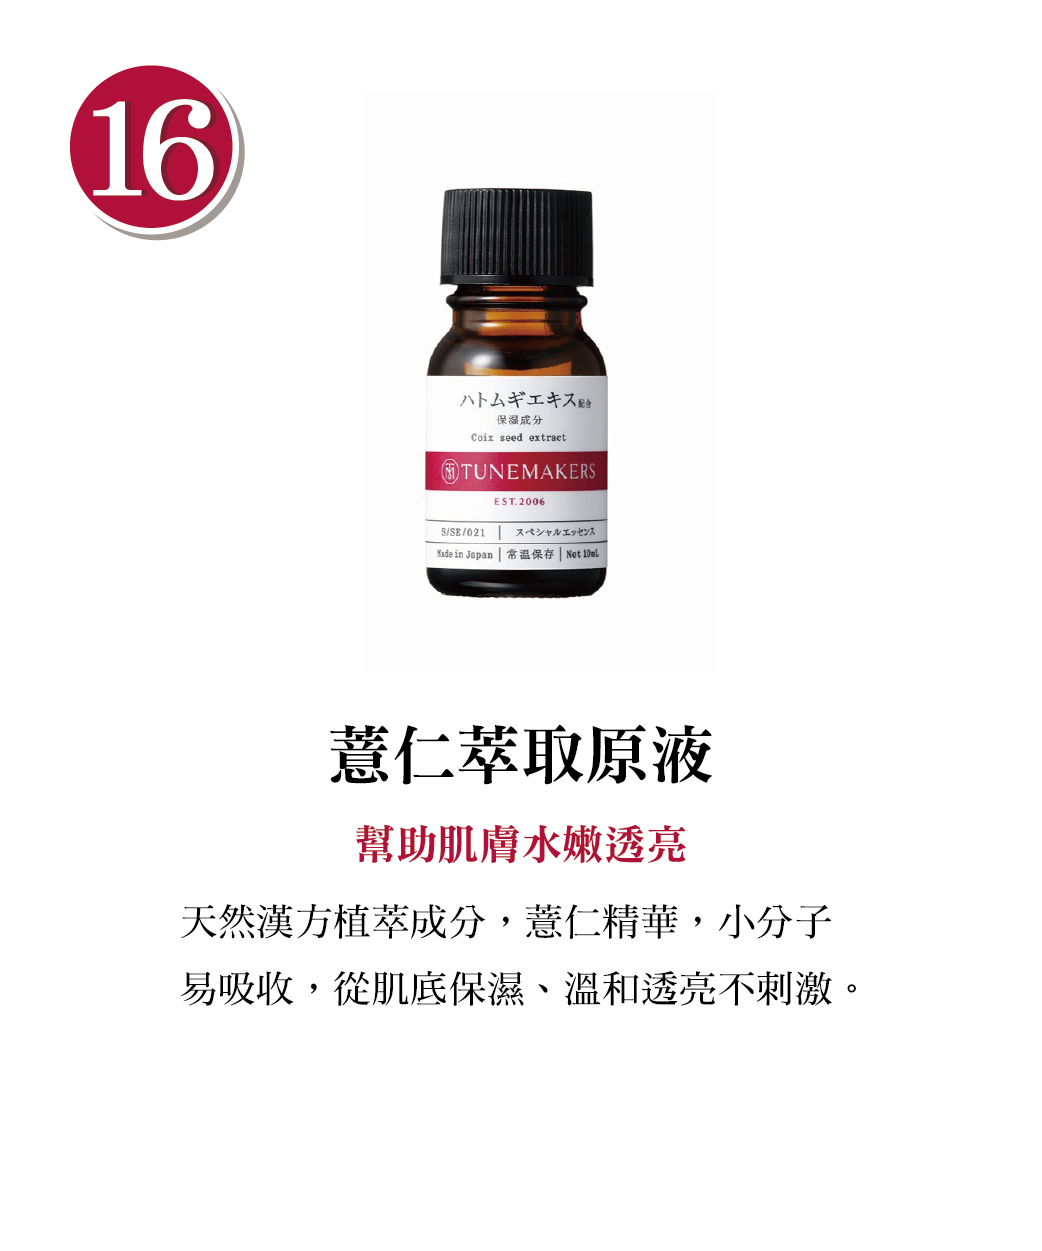 16
ハトムギエキス配合
保湿成分
Coix seed extract
TUNEMAKERS
EST.2006
S/SE/021 | スペシャルエッセンス
Made in Japan | 常温保存 | Net 10mL
薏仁萃取原液
幫助肌膚水嫩透亮
天然漢方植萃成分，薏仁精華，小分子
易吸收，從肌底保濕、溫和透亮不刺激。